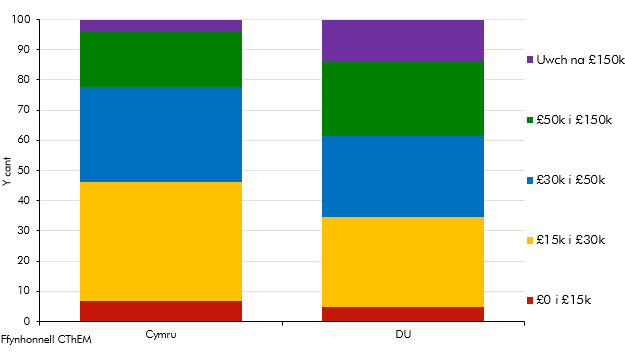 100
90
80
70
60
50
40
30
20
10
0
Y cant
Cymru
DU
Uwch na £150k
£50k i £150k
£30k i £50k
£15k i £30k
£0 i £15k
Ffynhonnell CThEM